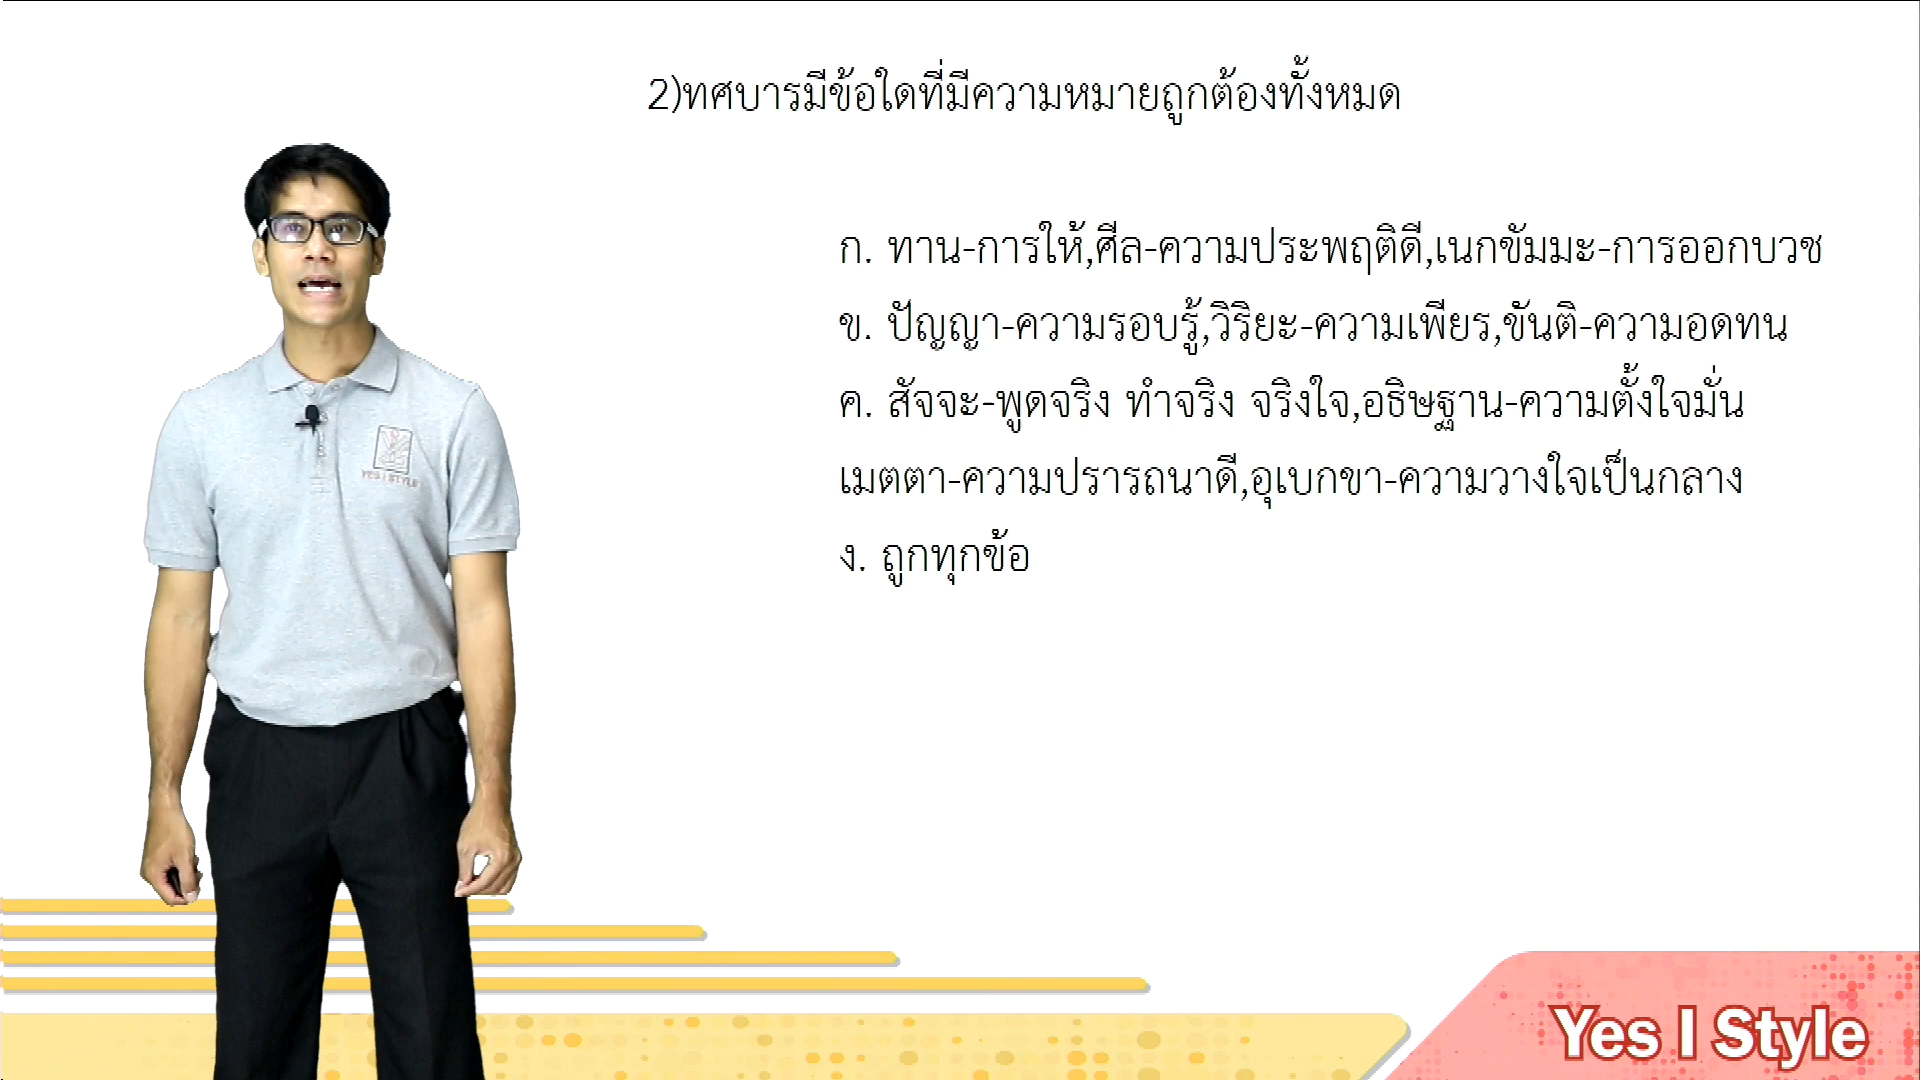 2)ทศบารมีข้อใดที่มีความหมายถูกต้องทั้งหมด
ก. ทาน-การให้,ศีล-ความประพฤติดี,เนกขัมมะ-การออกบวช
ข. ปัญญา-ความรอบรู้,วิริยะ-ความเพียร,ขันติ-ความอดทน
ค. สัจจะ-พูดจริง ทำจริง จริงใจ,อธิษฐาน-ความตั้งใจมั่น
เมตตา-ความปรารถนาดี,อุเบกขา-ความวางใจเป็นกลาง
ง. ถูกทุกข้อ
YES I STYLE
Yes I Style